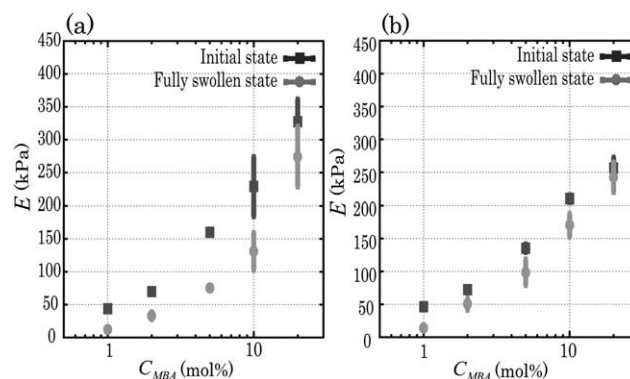 (a)
450
400
350
300
250
200
150
100
50
0
E (kPa)
Initial state
Fully swollen state
1
10
C_MBA (mol%)
(b)
450
400
350
300
250
200
150
100
50
0
E (kPa)
Initial state
Fully swollen state
1
10
C_MBA (mol%)